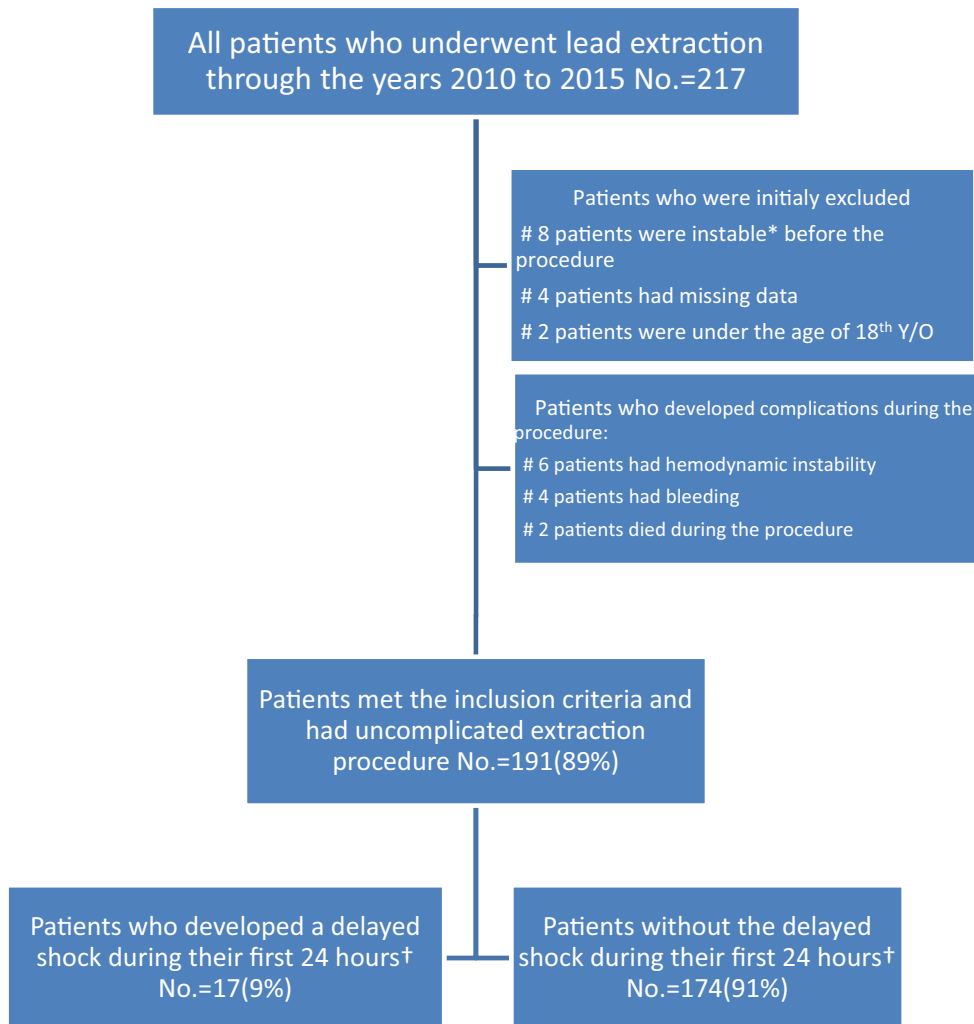 All patients who underwent lead extraction
through the years 2010 to 2015 No.=217
Patients who were initialy excluded
# 8 patients were instable* before the
procedure
# 4 patients had missing data
# 2 patients were under the age of 18th Y/O
Patients who developed complications during the
procedure:
# 6 patients had hemodynamic instability
# 4 patients had bleeding
# 2 patients died during the procedure
Patients met the inclusion criteria and
had uncomplicated extraction
procedure No.=191(89%)
Patients who developed a delayed
shock during their first 24 hours†
No.=17(9%)
Patients without the delayed
shock during their first 24 hours†
No.=174(91%)